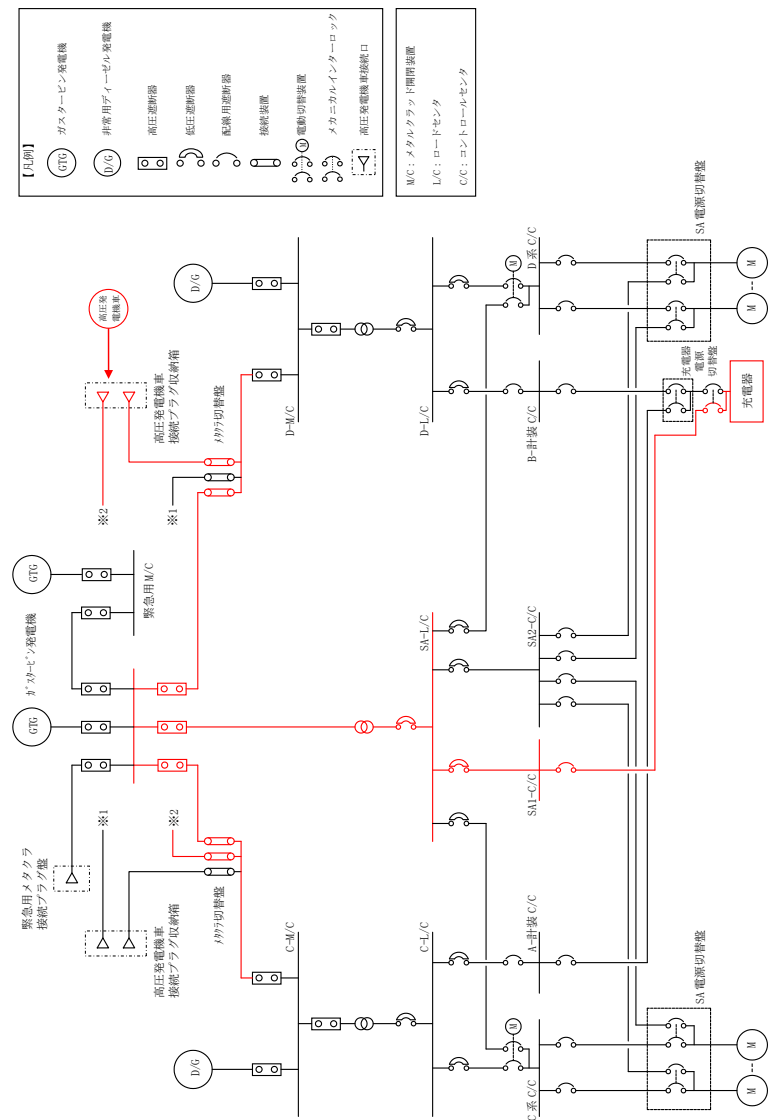 【凡例】
GTG
ガスタービン発電機
D/G
非常用ディーゼル発電機
高圧遮断器
低圧遮断器
配線用遮断器
接続装置
M
電動切替装置
メカニカルインターロック
高圧発電機車接続口
M/C：メタルクラッド開閉装置
L/C：ロードセンタ
C/C：コントロールセンタ
緊急用メタクラ
接続プラグ盤
ｶﾞｽﾀｰﾋﾞﾝ発電機
GTG
GTG
緊急用M/C
高圧発
電機車
高圧発電機車
接続プラグ収納箱
※1
※2
高圧発電機車
接続プラグ収納箱
※2
※1
ﾒﾀｸﾗ切替盤
ﾒﾀｸﾗ切替盤
D/G
D/G
C-M/C
D-M/C
C-L/C
SA-L/C
D-L/C
M
M
C系C/C
A-計装C/C
SA1-C/C
SA2-C/C
B-計装C/C
D系C/C
SA電源切替盤
充電器
電源
切替盤
SA電源切替盤
M
M
充電器
M
M